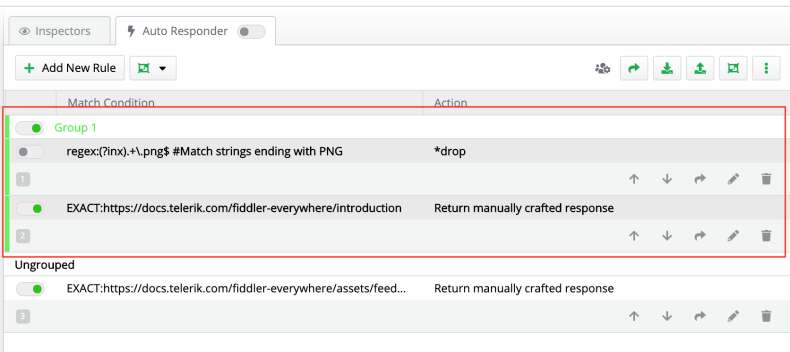 Inspectors Auto Responder
+ Add New Rule
Match Condition Action
Group 1
regex:(?inx).+\.png$ #Match strings ending with PNG *drop
1
EXACT:https://docs.telerik.com/fiddler-everywhere/introduction Return manually crafted response
2
Ungrouped
EXACT:https://docs.telerik.com/fiddler-everywhere/assets/feed... Return manually crafted response
3